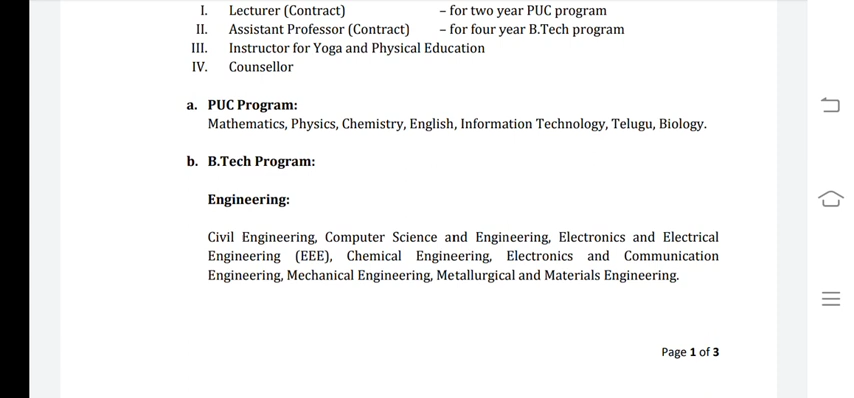 I. Lecturer (Contract) – for two year PUC program
II. Assistant Professor (Contract) – for four year B.Tech program
III. Instructor for Yoga and Physical Education
IV. Counsellor
a. PUC Program:
Mathematics, Physics, Chemistry, English, Information Technology, Telugu, Biology.
b. B.Tech Program:
Engineering:
Civil Engineering, Computer Science and Engineering, Electronics and Electrical
Engineering (EEE), Chemical Engineering, Electronics and Communication
Engineering, Mechanical Engineering, Metallurgical and Materials Engineering.
Page 1 of 3